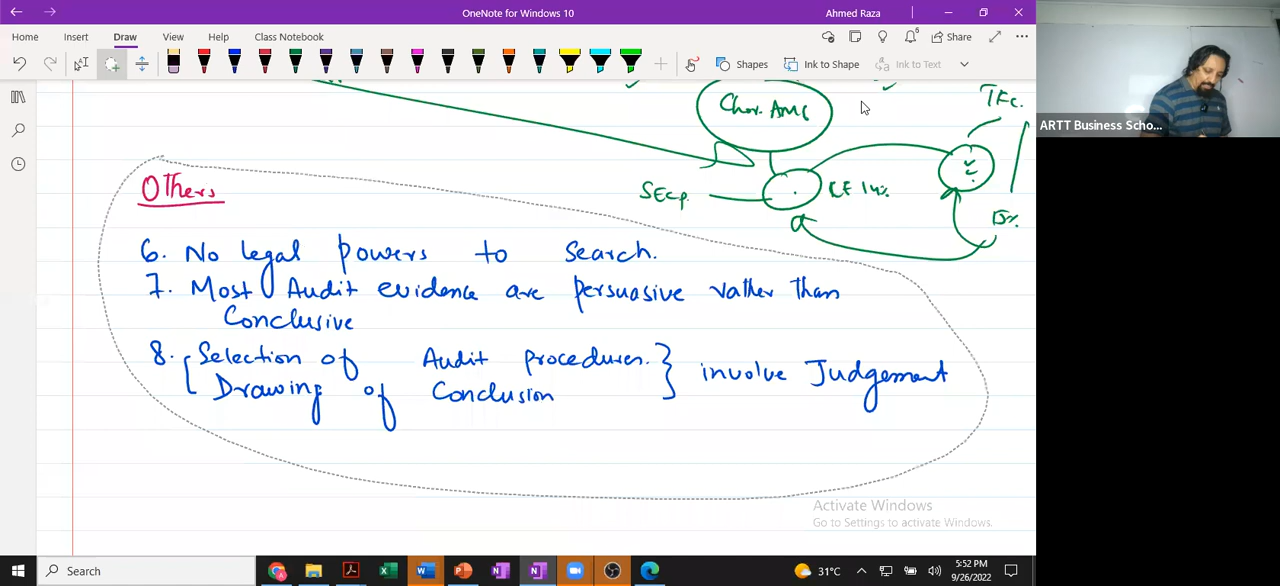 OneNote for Windows 10
Ahmed Raza
Home Insert Draw View Help Class Notebook
Share
Shapes
Ink to Shape
Ink to Text
ARTT Business Scho...
TFC.
SECP.
15%
Others
6. No legal powers to Search.
7. Most Audit evidence are persuasive rather than
Conclusive
8. Selection of Audit procedures.
Drawing of Conclusion
involve Judgement
Activate Windows
Go to Settings to activate Windows.
Search
31°C
5:52 PM
9/26/2022